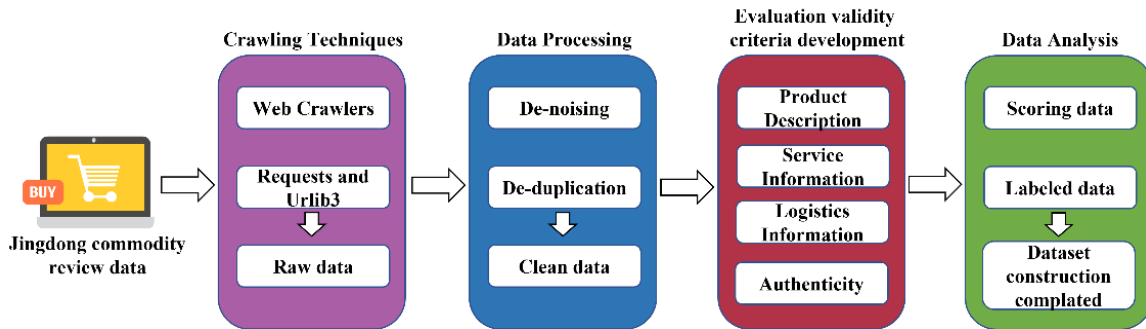 Crawling Techniques
Web Crawlers
Requests and
Urlib3
Raw data
Data Processing
De-noising
De-duplication
Clean data
Evaluation validity
criteria development
Product
Description
Service
Information
Logistics
Information
Authenticity
Data Analysis
Scoring data
Labeled data
Dataset
construction
complated
BUY
Jingdong commodity
review data